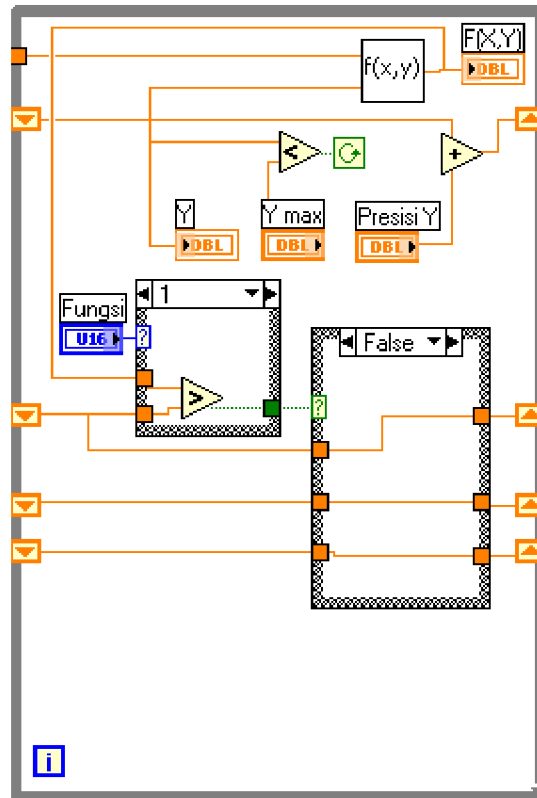 F(X,Y)
f(x,y)
DBL
+
<
Y
Y max
Presisi Y
DBL
DBL
DBL
1
Fungsi
U16
?
False
>
?
i